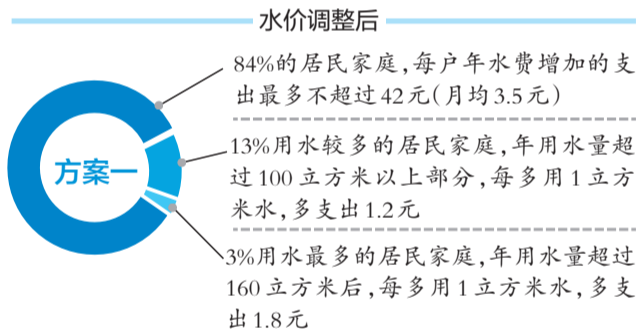 水价调整后
84%的居民家庭,每户年水费增加的支
出最多不超过42元(月均3.5元)
方案一
13%用水较多的居民家庭,年用水量超
过100立方米以上部分,每多用1立方
米水,多支出1.2元
3%用水最多的居民家庭,年用水量超过
160立方米后,每多用1立方米水,多支
出1.8元